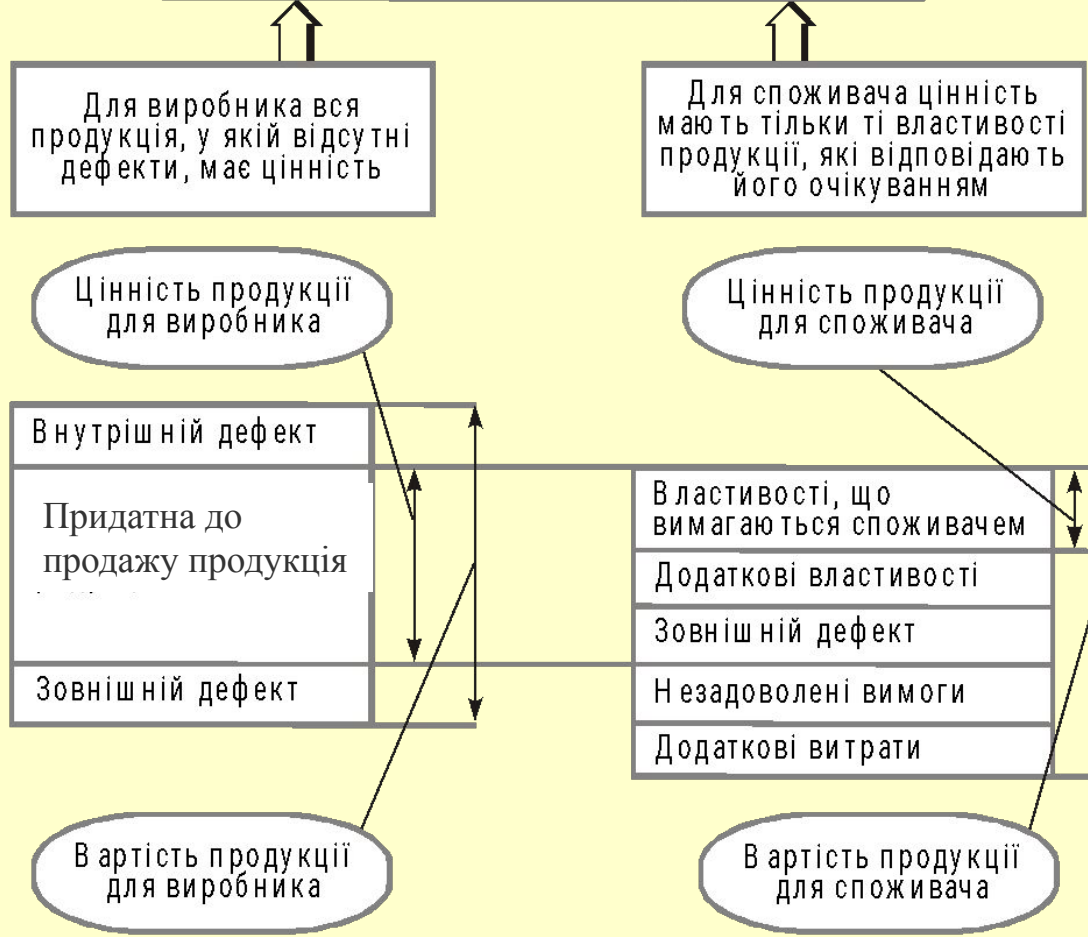 Для виробника вся
продукція, у якій відсутні
дефекти, має цінність
Для споживача цінність
мають тільки ті властивості
продукції, які відповідають
його очікуванням
Цінність продукції
для виробника
Цінність продукції
для споживача
Внутрішній дефект
Придатна до
продажу продукція
Зовнішній дефект
Властивості, що
вимагаються споживачем
Додаткові властивості
Зовнішній дефект
Незадоволені вимоги
Додаткові витрати
Вартість продукції
для виробника
Вартість продукції
для споживача